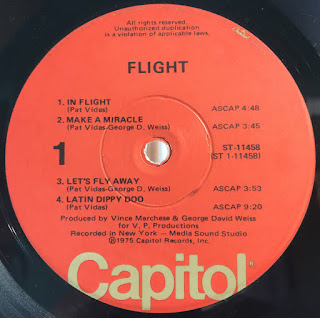 All rights reserved.
Unauthorized duplication
is a violation of applicable laws.
Capitol
FLIGHT
1. IN FLIGHT
(Pat Vidas) ASCAP 4:48
2. MAKE A MIRACLE
(Pat Vidas-George D. Weiss) ASCAP 3:45
1 ST-11458
(ST 1-11458)
3. LET'S FLY AWAY
(Pat Vidas-George D. Weiss) ASCAP 3:53
4. LATIN DIPPY DOO
(Pat Vidas) ASCAP 9:20
Produced by Vince Marchese & George David Weiss
for V. P. Productions
Recorded in New York – Media Sound Studio
Ⓟ1975 Capitol Records, Inc.
Capitol®